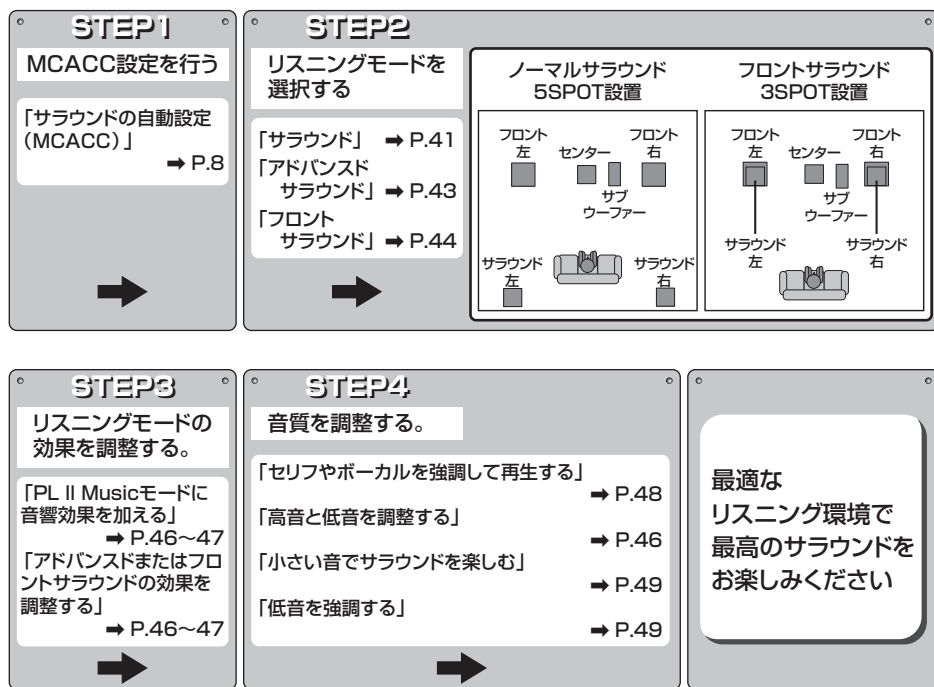 STEP1
MCACC設定を行う
「サラウンドの自動設定
（MCACC）」
➡ P.8
STEP2
リスニングモードを
選択する
「サラウンド」 ➡ P.41
「アドバンスド
サラウンド」 ➡ P.43
「フロント
サラウンド」 ➡ P.44
ノーマルサラウンド
5SPOT設置
フロント
左
センター
フロント
右
サブ
ウーファー
サラウンド
左
サラウンド
右
フロントサラウンド
3SPOT設置
フロント
左
センター
フロント
右
サブ
ウーファー
サラウンド
左
サラウンド
右
STEP3
リスニングモードの
効果を調整する。
「PL II Musicモードに
音響効果を加える」
➡ P.46～47
「アドバンスドまたはフロ
ントサラウンドの効果を
調整する」
➡ P.46～47
STEP4
音質を調整する。
「セリフやボーカルを強調して再生する」
➡ P.48
「高音と低音を調整する」
➡ P.46
「小さい音でサラウンドを楽しむ」
➡ P.49
「低音を強調する」
➡ P.49
最適な
リスニング環境で
最高のサラウンドを
お楽しみください